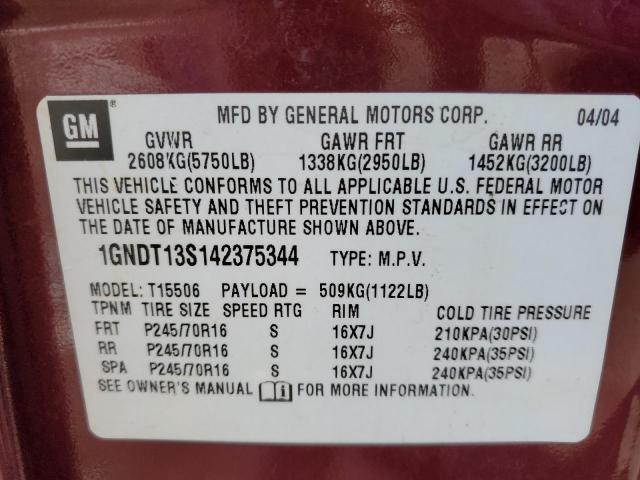 GM ®
MFD BY GENERAL MOTORS CORP. 04/04
GVWR GAWR FRT GAWR RR
2608KG(5750LB) 1338KG(2950LB) 1452KG(3200LB)
THIS VEHICLE CONFORMS TO ALL APPLICABLE U.S. FEDERAL MOTOR
VEHICLE SAFETY AND THEFT PREVENTION STANDARDS IN EFFECT ON
THE DATE OF MANUFACTURE SHOWN ABOVE.
1GNDT13S142375344 TYPE: M.P.V.
MODEL: T15506 PAYLOAD = 509KG(1122LB)
TPNM TIRE SIZE SPEED RTG RIM COLD TIRE PRESSURE
FRT P245/70R16 S 16X7J 210KPA(30PSI)
RR P245/70R16 S 16X7J 240KPA(35PSI)
SPA P245/70R16 S 16X7J 240KPA(35PSI)
SEE OWNER'S MANUAL i FOR MORE INFORMATION.